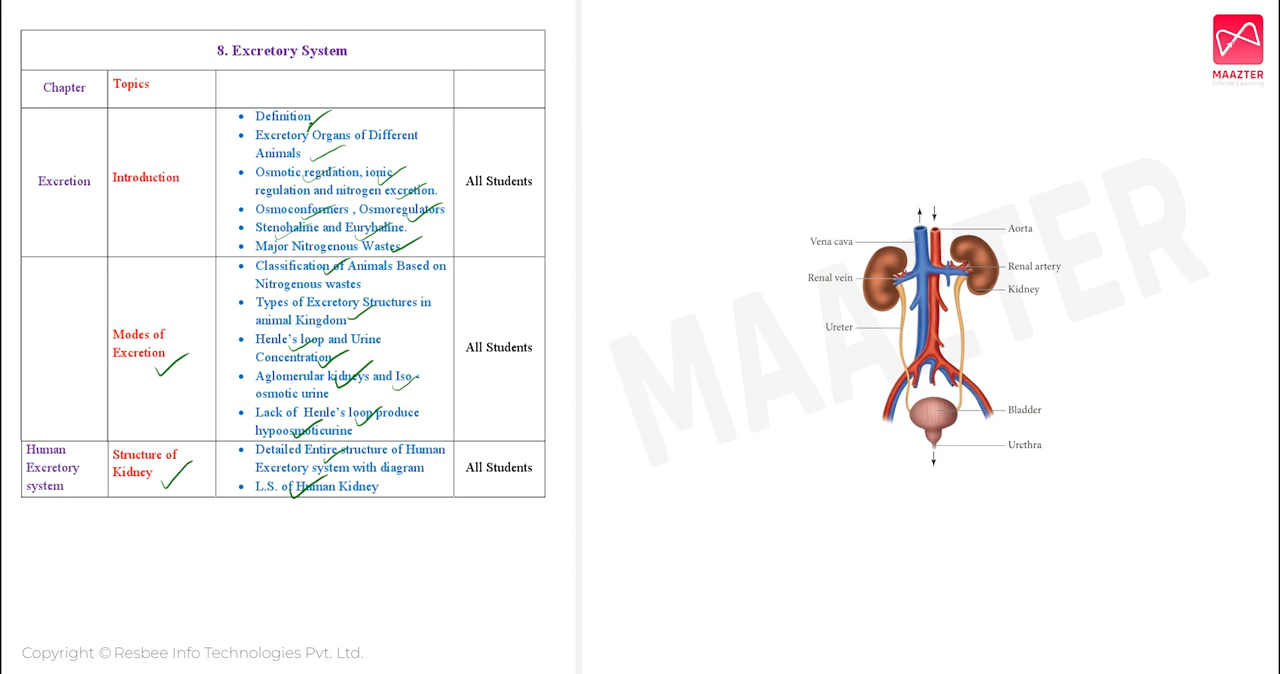 8. Excretory System
Chapter
Topics
Excretion
Introduction
• Definition
• Excretory Organs of Different
Animals
• Osmotic regulation, ionic
regulation and nitrogen excretion.
• Osmoconformers , Osmoregulators
• Stenohaline and Euryhaline.
• Major Nitrogenous Wastes
All Students
Modes of
Excretion
• Classification of Animals Based on
Nitrogenous wastes
• Types of Excretory Structures in
animal Kingdom
• Henle's loop and Urine
Concentration
• Aglomerular kidneys and Iso -
osmotic urine
• Lack of Henle's loop produce
hypoosmoticurine
All Students
Human
Excretory
system
Structure of
Kidney
• Detailed Entire structure of Human
Excretory system with diagram
• L.S. of Human Kidney
All Students
Copyright © Resbee Info Technologies Pvt. Ltd.
MAAZTER
Infinite Learning
MAAZTER
Vena cava
Renal vein
Ureter
Aorta
Renal artery
Kidney
Bladder
Urethra